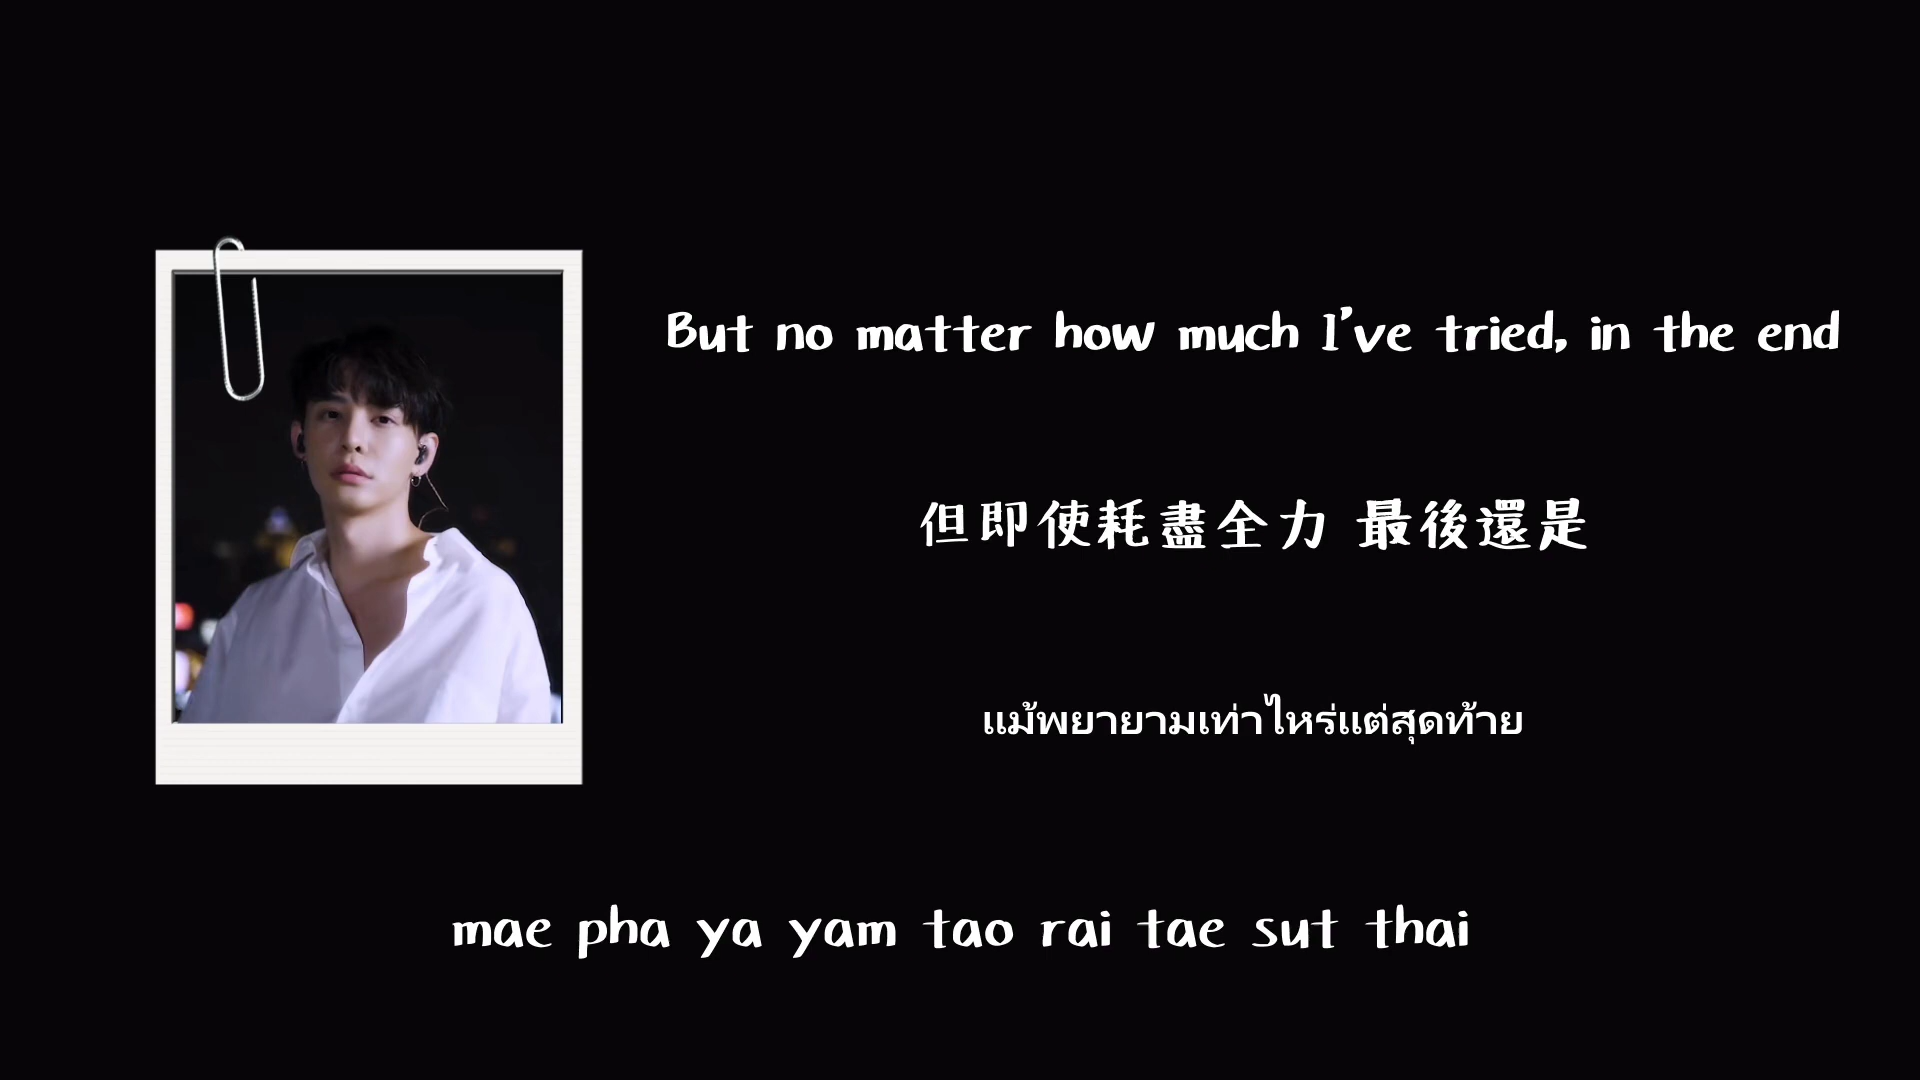 But no matter how much I've tried, in the end
但即使耗盡全力 最後還是
แม้พยายามเท่าไหร่แต่สุดท้าย
mae pha ya yam tao rai tae sut thai